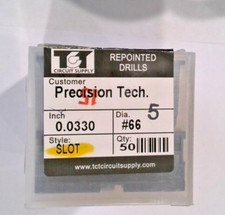 TCT
CIRCUIT SUPPLY
REPOINTED
DRILLS
Customer
Precision Tech.
51
Inch
0.0330
Dia.
#66
5
Style:
SLOT
Qty:
50
www.tctcircuitsupply.com